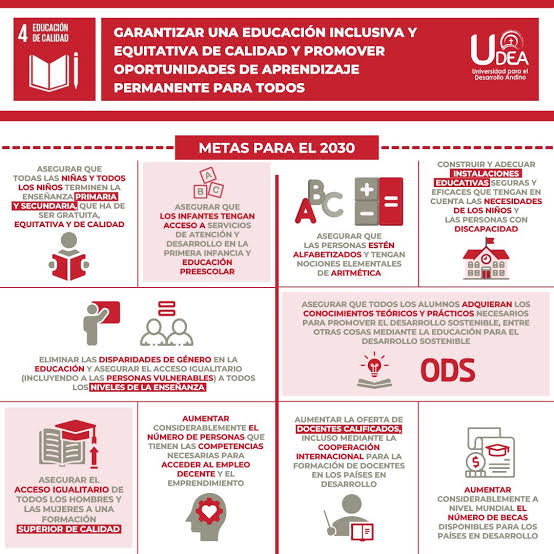 4 EDUCACIÓN
DE CALIDAD
GARANTIZAR UNA EDUCACIÓN INCLUSIVA Y
EQUITATIVA DE CALIDAD Y PROMOVER
OPORTUNIDADES DE APRENDIZAJE
PERMANENTE PARA TODOS
UDEA
Universidad para el
Desarrollo Andino
METAS PARA EL 2030
ASEGURAR QUE
TODAS LAS NIÑAS Y TODOS
LOS NIÑOS TERMINEN LA
ENSEÑANZA PRIMARIA
Y SECUNDARIA, QUE HA DE
SER GRATUITA,
EQUITATIVA Y DE CALIDAD
A
B
C
ASEGURAR QUE
LOS INFANTES TENGAN
ACCESO A SERVICIOS
DE ATENCIÓN Y
DESARROLLO EN LA
PRIMERA INFANCIA Y
EDUCACIÓN
PREESCOLAR
ABC
+ - × =
ASEGURAR QUE
LAS PERSONAS ESTÉN
ALFABETIZADOS Y TENGAN
NOCIONES ELEMENTALES
DE ARITMÉTICA
CONSTRUIR Y ADECUAR
INSTALACIONES
EDUCATIVAS SEGURAS Y
EFICACES QUE TENGAN EN
CUENTA LAS NECESIDADES
DE LOS NIÑOS Y
LAS PERSONAS CON
DISCAPACIDAD
ELIMINAR LAS DISPARIDADES DE GÉNERO EN LA
EDUCACIÓN Y ASEGURAR EL ACCESO IGUALITARIO
(INCLUYENDO A LAS PERSONAS VULNERABLES) A TODOS
LOS NIVELES DE LA ENSEÑANZA
ASEGURAR QUE TODOS LOS ALUMNOS ADQUIERAN LOS
CONOCIMIENTOS TEÓRICOS Y PRÁCTICOS NECESARIOS
PARA PROMOVER EL DESARROLLO SOSTENIBLE, ENTRE
OTRAS COSAS MEDIANTE LA EDUCACIÓN PARA EL
DESARROLLO SOSTENIBLE
ODS
ASEGURAR EL
ACCESO IGUALITARIO DE
TODOS LOS HOMBRES Y
LAS MUJERES A UNA
FORMACIÓN
SUPERIOR DE CALIDAD
AUMENTAR
CONSIDERABLEMENTE EL
NÚMERO DE PERSONAS QUE
TIENEN LAS COMPETENCIAS
NECESARIAS PARA
ACCEDER AL EMPLEO
DECENTE Y EL
EMPRENDIMIENTO
AUMENTAR LA OFERTA DE
DOCENTES CALIFICADOS,
INCLUSO MEDIANTE LA
COOPERACIÓN
INTERNACIONAL PARA LA
FORMACIÓN DE DOCENTES
EN LOS PAÍSES EN
DESARROLLO
$
AUMENTAR
CONSIDERABLEMENTE A
NIVEL MUNDIAL EL
NÚMERO DE BECAS
DISPONIBLES PARA LOS
PAÍSES EN DESARROLLO